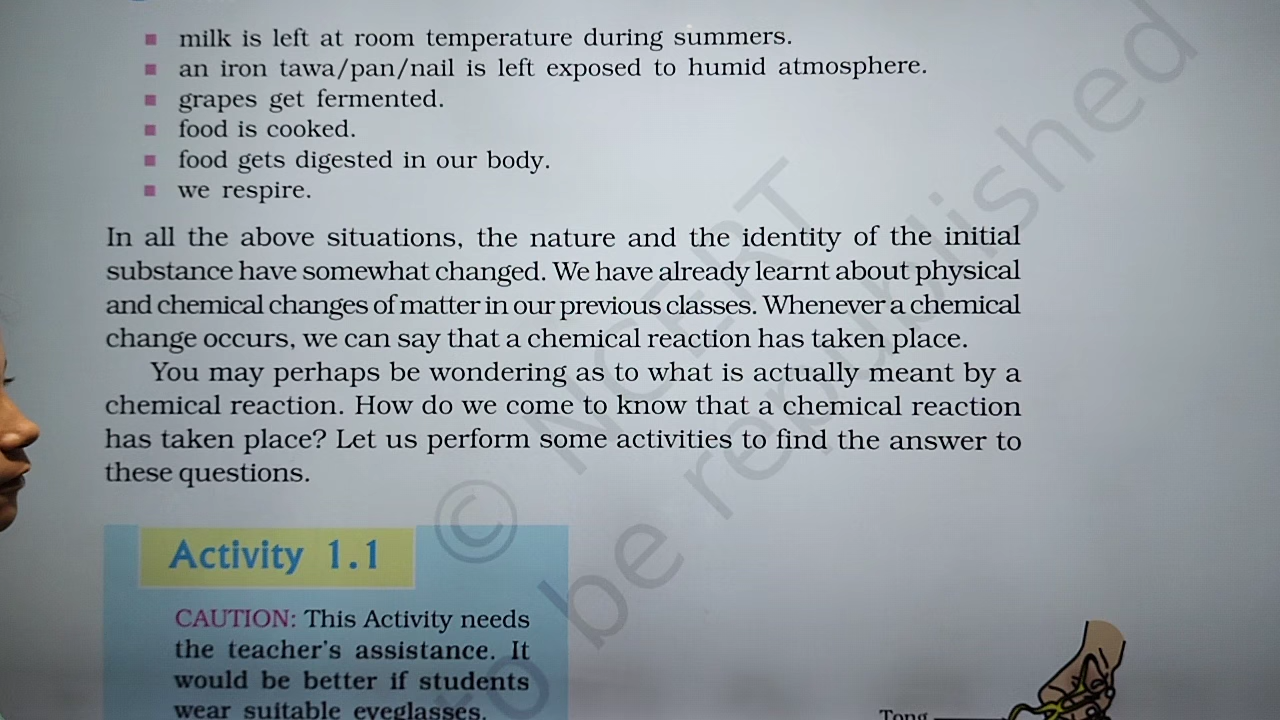 milk is left at room temperature during summers.
an iron tawa/pan/nail is left exposed to humid atmosphere.
grapes get fermented.
food is cooked.
food gets digested in our body.
we respire.
In all the above situations, the nature and the identity of the initial
substance have somewhat changed. We have already learnt about physical
and chemical changes of matter in our previous classes. Whenever a chemical
change occurs, we can say that a chemical reaction has taken place.
You may perhaps be wondering as to what is actually meant by a
chemical reaction. How do we come to know that a chemical reaction
has taken place? Let us perform some activities to find the answer to
these questions.
© NCERT
to be republished
Activity 1.1
CAUTION: This Activity needs
the teacher's assistance. It
would be better if students
wear suitable eyeglasses.
Tong